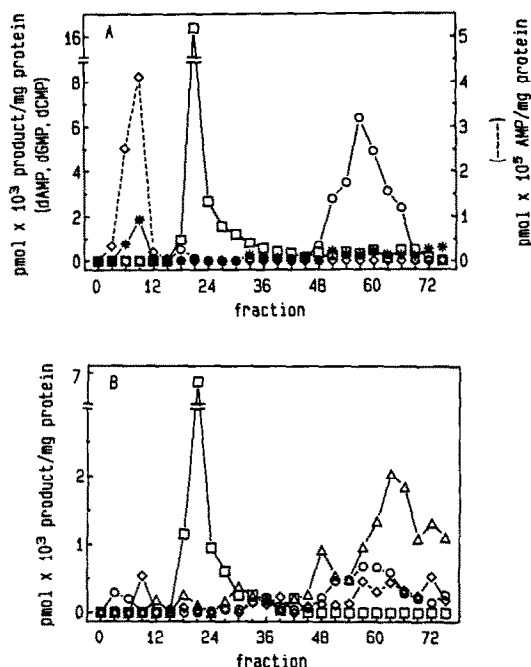 A
pmol x 10³ product/mg protein
(dAMP, dGMP, dCMP)
16
8
6
4
2
0
5
4
3
2
1
0
pmol x 10⁵ AMP/mg protein
(----)
0 12 24 36 48 60 72
fraction
B
pmol x 10³ product/mg protein
7
2
1
0
0 12 24 36 48 60 72
fraction